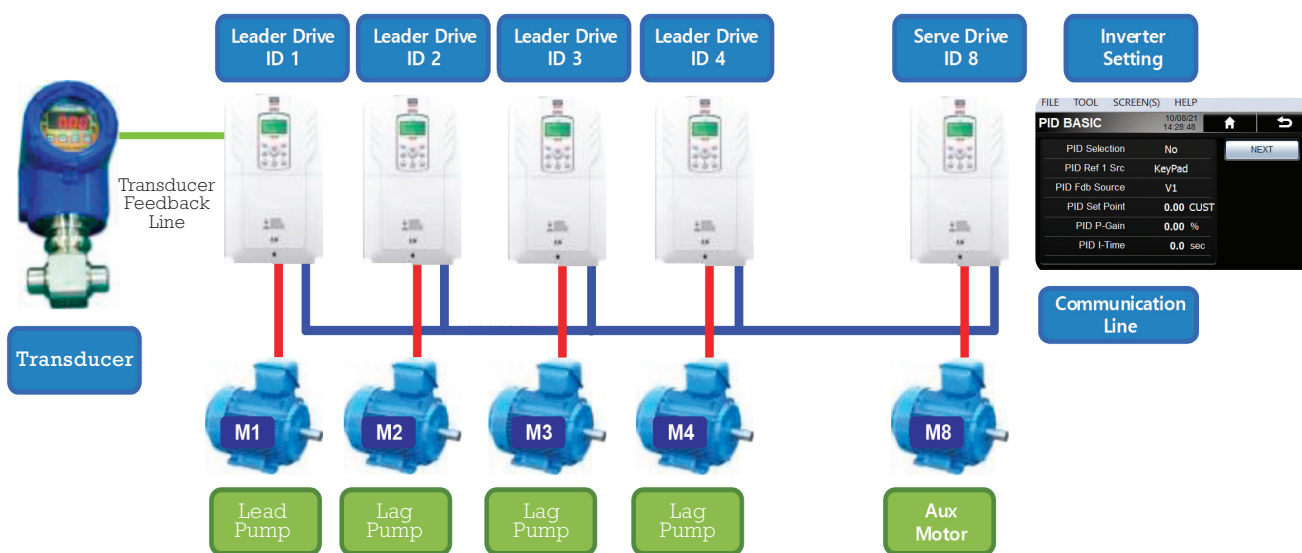 Leader Drive
ID 1
Leader Drive
ID 2
Leader Drive
ID 3
Leader Drive
ID 4
Serve Drive
ID 8
Inverter
Setting
FILE TOOL SCREEN(S) HELP
PID BASIC
10/08/21
14:28:48
PID Selection No
NEXT
PID Ref 1 Src KeyPad
PID Fdb Source V1
PID Set Point 0.00 CUST
PID P-Gain 0.00 %
PID I-Time 0.0 sec
Transducer
Feedback
Line
Transducer
Communication
Line
M1
M2
M3
M4
M8
Lead
Pump
Lag
Pump
Lag
Pump
Lag
Pump
Aux
Motor